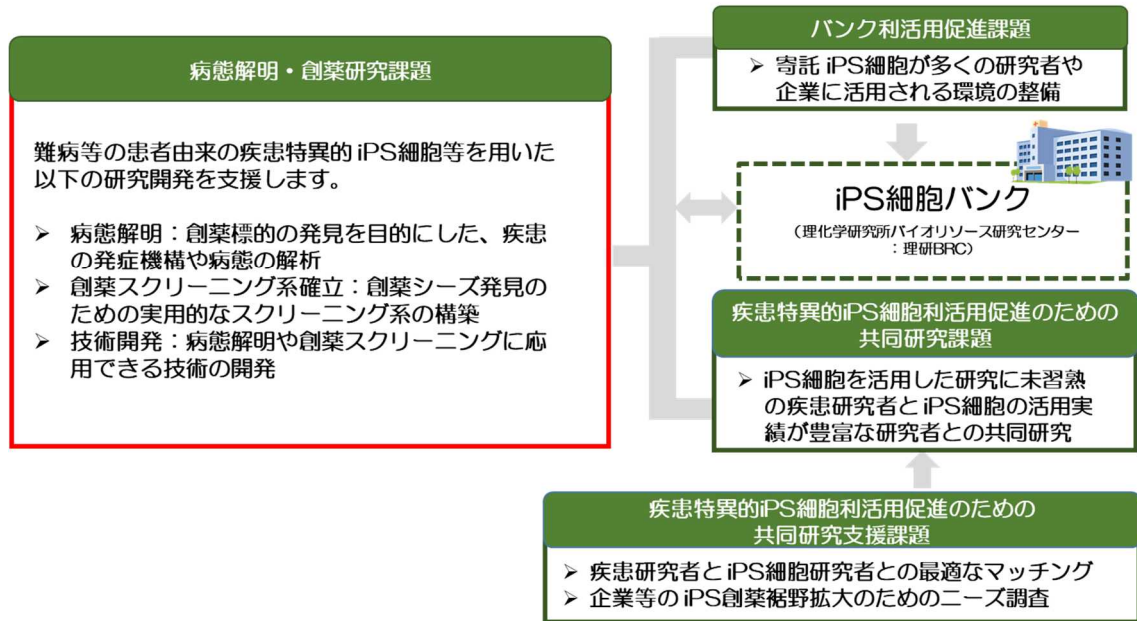 病態解明・創薬研究課題
難病等の患者由来の疾患特異的 iPS細胞等を用いた
以下の研究開発を支援します。
➢ 病態解明：創薬標的の発見を目的にした、疾患
の発症機構や病態の解析
➢ 創薬スクリーニング系確立：創薬シーズ発見の
ための実用的なスクリーニング系の構築
➢ 技術開発：病態解明や創薬スクリーニングに応
用できる技術の開発
バンク利活用促進課題
➢ 寄託 iPS細胞が多くの研究者や
企業に活用される環境の整備
iPS細胞バンク
（理化学研究所バイオリソース研究センター
：理研BRC）
疾患特異的iPS細胞利活用促進のための
共同研究課題
➢ iPS細胞を活用した研究に未習熟
の疾患研究者とiPS細胞の活用実
績が豊富な研究者との共同研究
疾患特異的iPS細胞利活用促進のための
共同研究支援課題
➢ 疾患研究者とiPS細胞研究者との最適なマッチング
➢ 企業等のiPS創薬裾野拡大のためのニーズ調査